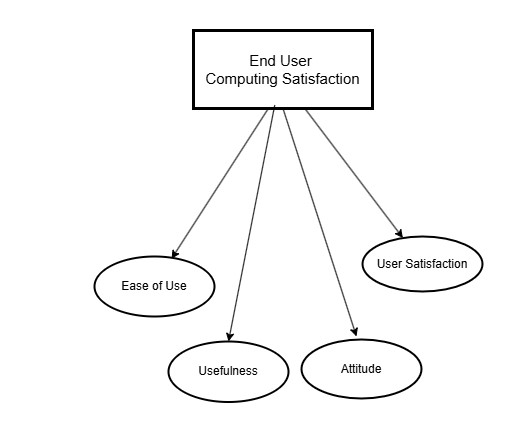 End User
Computing Satisfaction
User Satisfaction
Ease of Use
Usefulness
Attitude